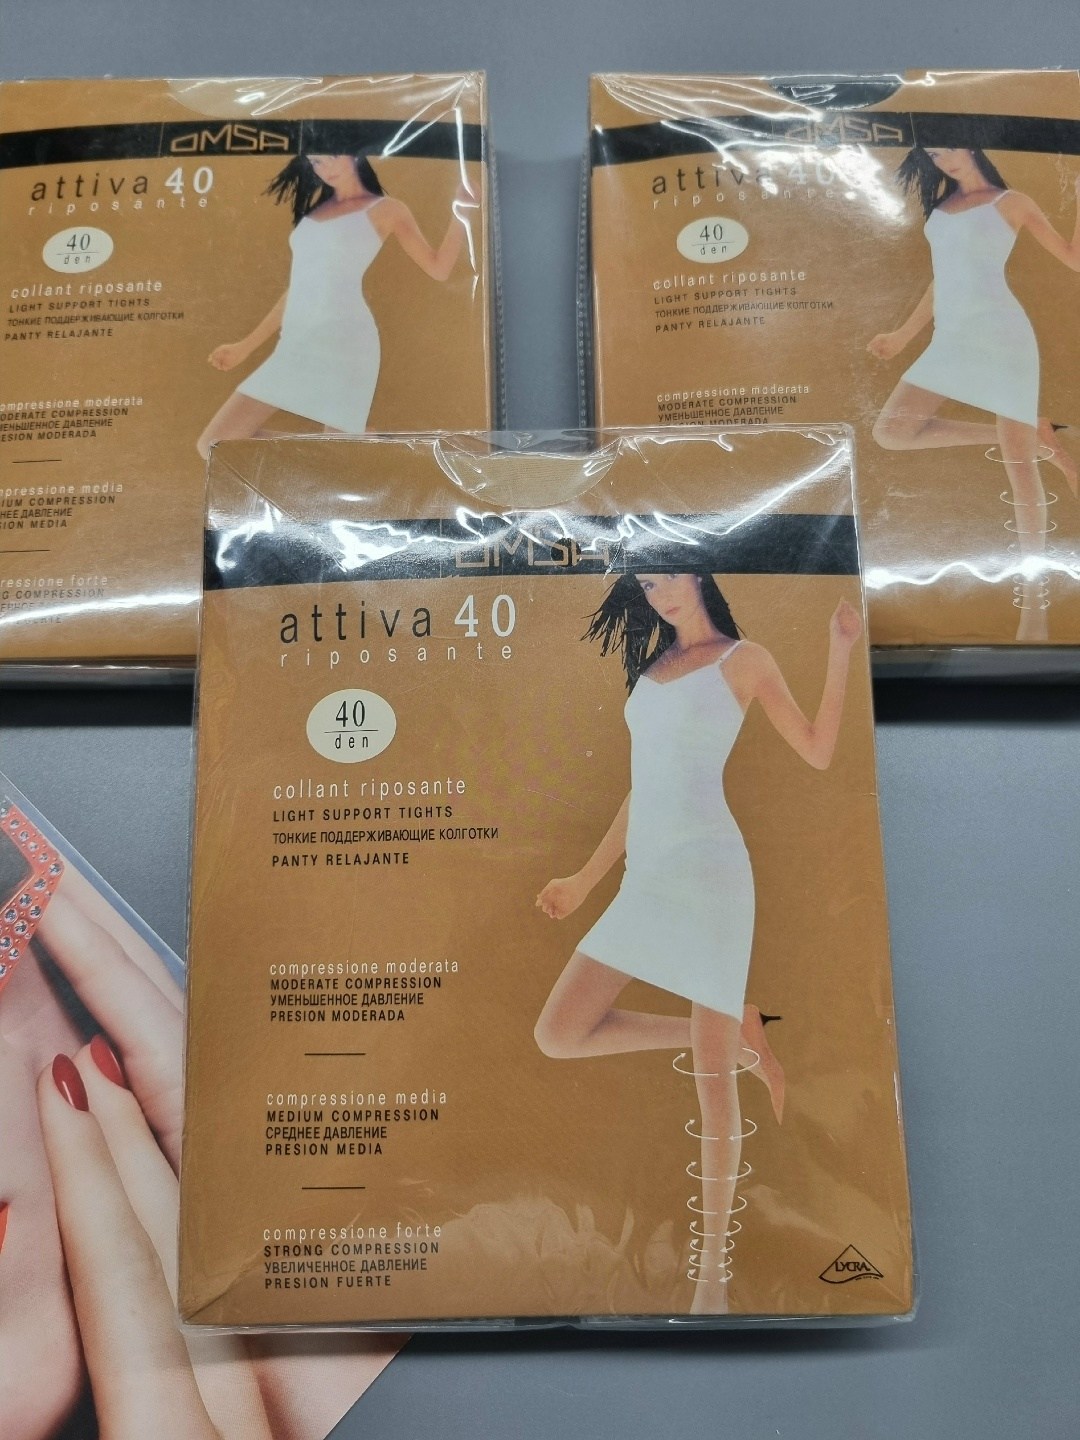 OMSA
attiva 40
riposante
40
den
collant riposante
LIGHT SUPPORT TIGHTS
ТОНКИЕ ПОДДЕРЖИВАЮЩИЕ КОЛГОТКИ
PANTY RELAJANTE
compressione moderata
MODERATE COMPRESSION
УМЕНЬШЕННОЕ ДАВЛЕНИЕ
PRESION MODERADA
compressione media
MEDIUM COMPRESSION
СРЕДНЕЕ ДАВЛЕНИЕ
PRESION MEDIA
OMSA
attiva 40
riposante
40
den
collant riposante
LIGHT SUPPORT TIGHTS
ТОНКИЕ ПОДДЕРЖИВАЮЩИЕ КОЛГОТКИ
PANTY RELAJANTE
compressione moderata
MODERATE COMPRESSION
УМЕНЬШЕННОЕ ДАВЛЕНИЕ
OMSA
attiva 40
riposante
40
den
collant riposante
LIGHT SUPPORT TIGHTS
ТОНКИЕ ПОДДЕРЖИВАЮЩИЕ КОЛГОТКИ
PANTY RELAJANTE
compressione moderata
MODERATE COMPRESSION
УМЕНЬШЕННОЕ ДАВЛЕНИЕ
PRESION MODERADA
compressione media
MEDIUM COMPRESSION
СРЕДНЕЕ ДАВЛЕНИЕ
PRESION MEDIA
compressione forte
STRONG COMPRESSION
УВЕЛИЧЕННОЕ ДАВЛЕНИЕ
PRESION FUERTE
LYCRA